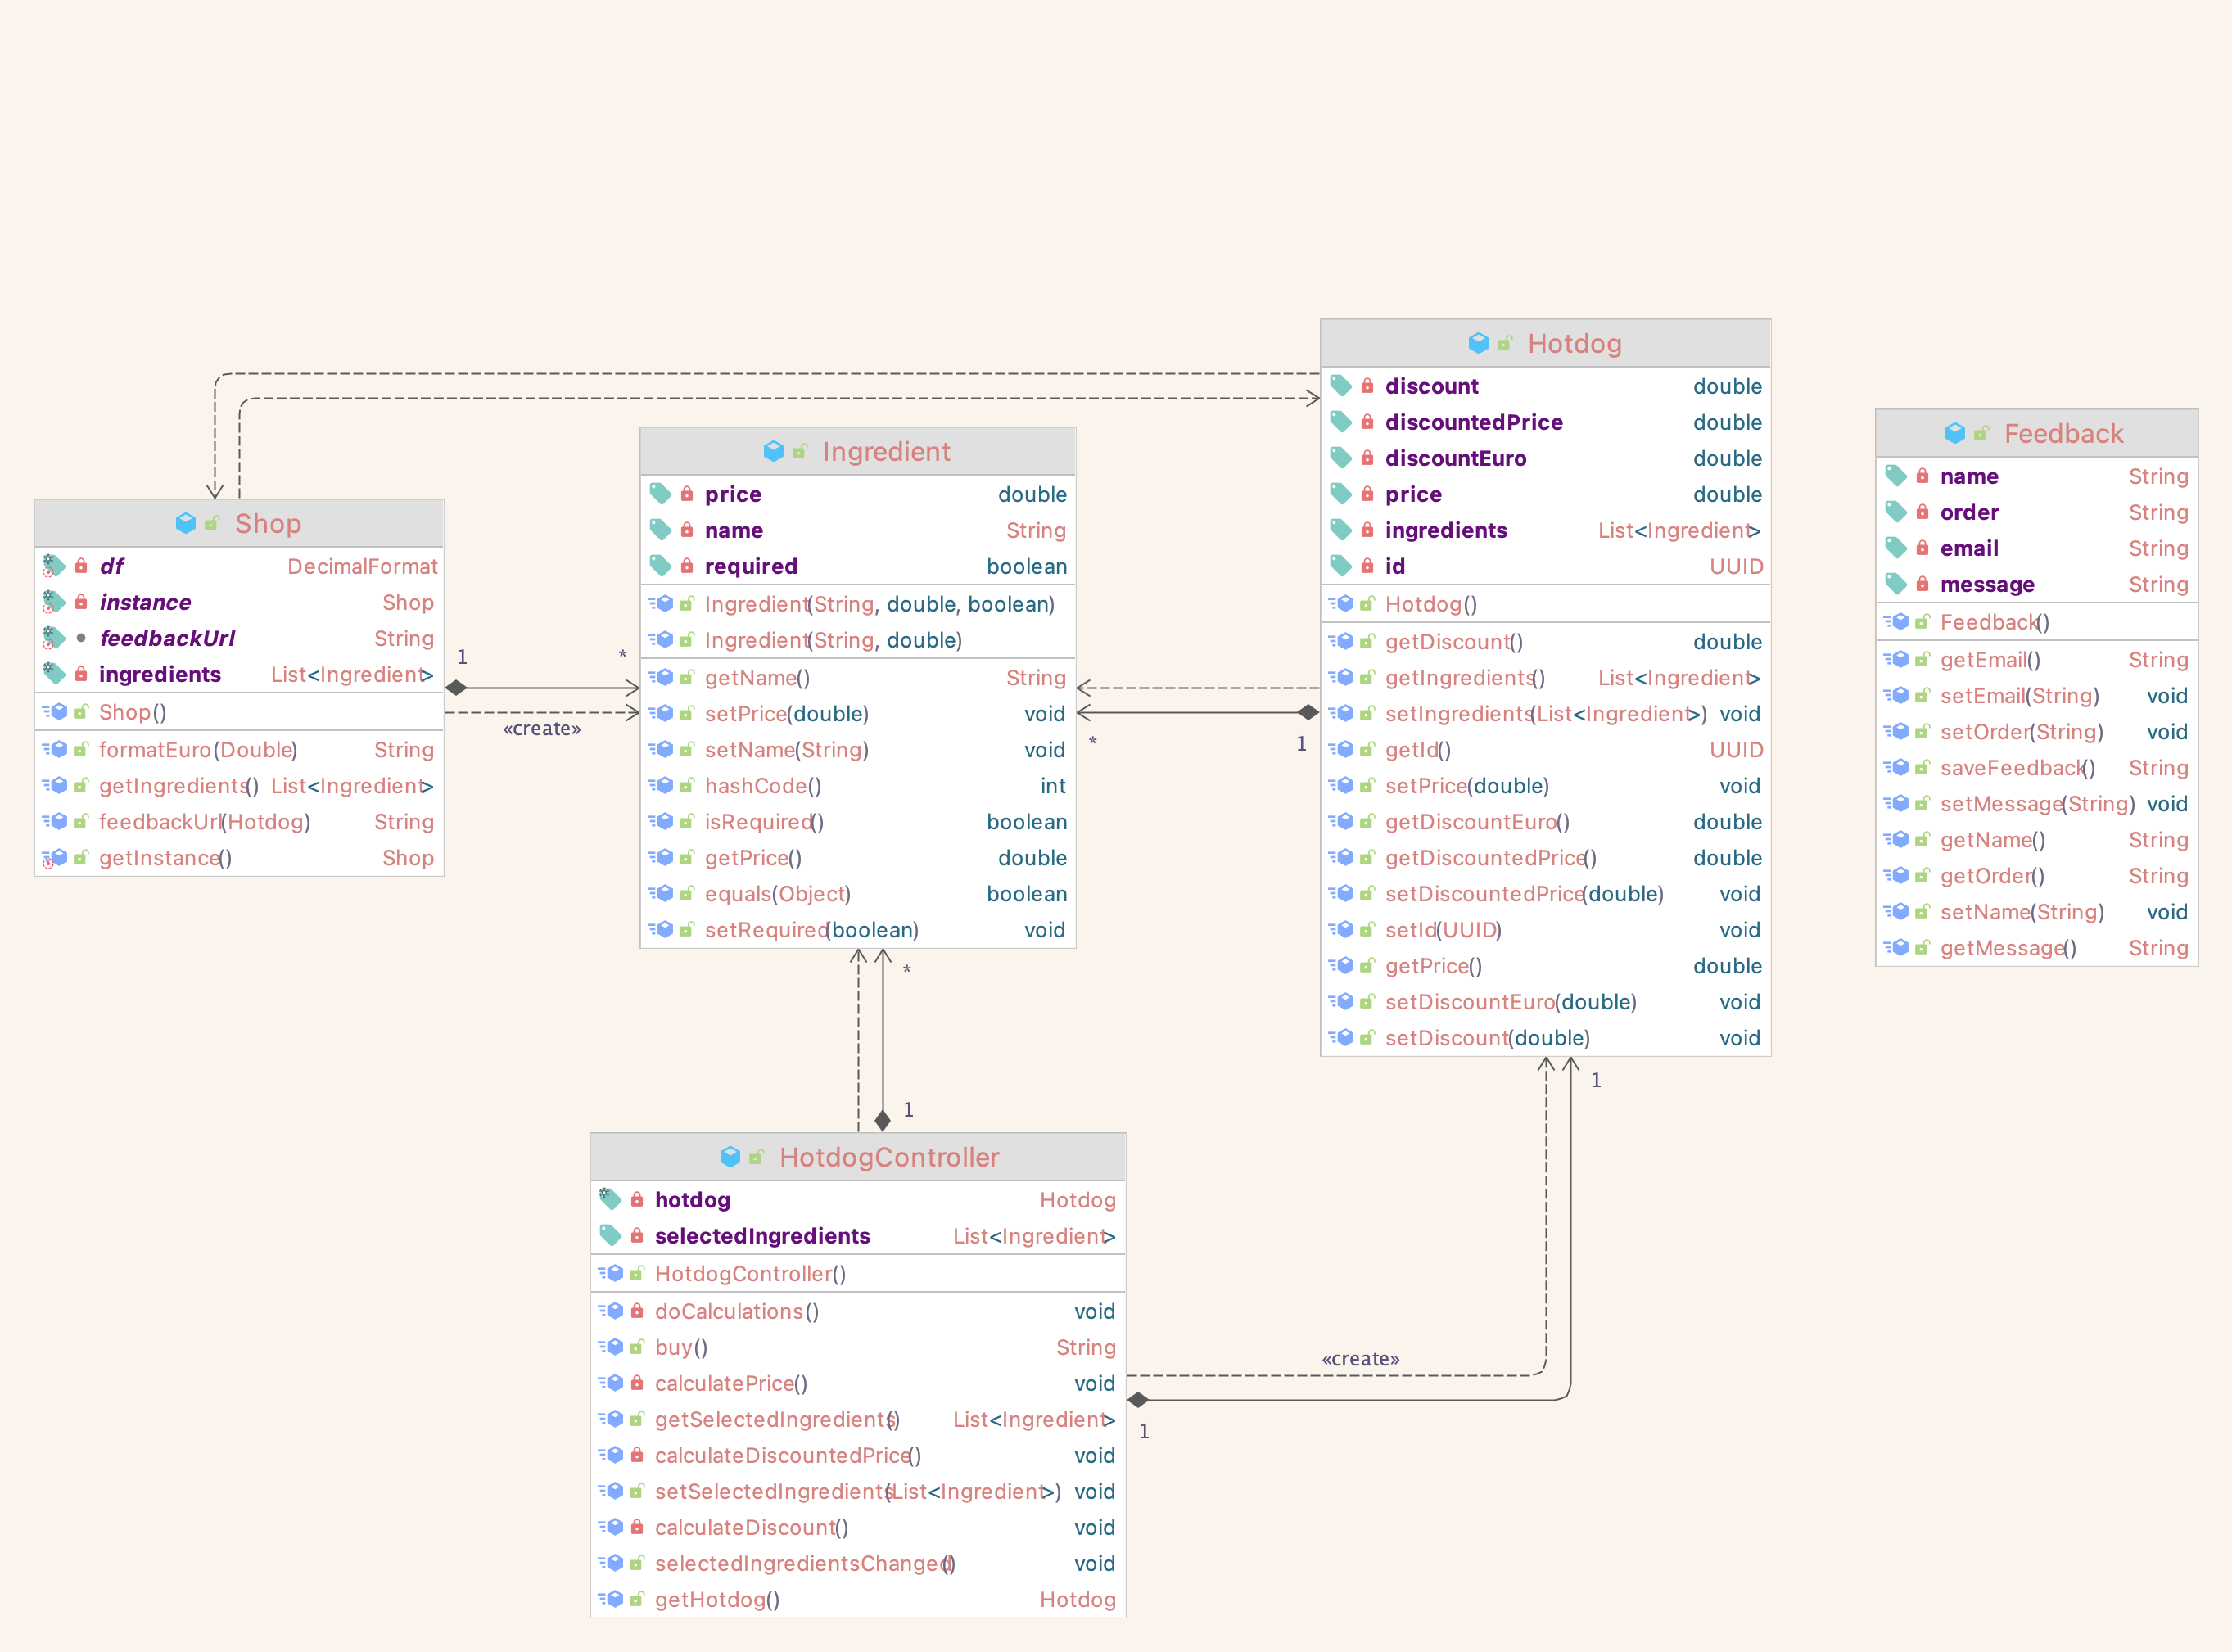 Shop
df DecimalFormat
instance Shop
feedbackUrl String
ingredients List<Ingredient>
Shop()
formatEuro(Double) String
getIngredients() List<Ingredient>
feedbackUrl(Hotdog) String
getInstance() Shop
1
*
«create»
Ingredient
price double
name String
required boolean
Ingredient(String, double, boolean)
Ingredient(String, double)
getName() String
setPrice(double) void
setName(String) void
hashCode() int
isRequired() boolean
getPrice() double
equals(Object) boolean
setRequired(boolean) void
*
1
*
1
Hotdog
discount double
discountedPrice double
discountEuro double
price double
ingredients List<Ingredient>
id UUID
Hotdog()
getDiscount() double
getIngredients() List<Ingredient>
setIngredients(List<Ingredient>) void
getId() UUID
setPrice(double) void
getDiscountEuro() double
getDiscountedPrice() double
setDiscountedPrice(double) void
setId(UUID) void
getPrice() double
setDiscountEuro(double) void
setDiscount(double) void
1
Feedback
name String
order String
email String
message String
Feedback()
getEmail() String
setEmail(String) void
setOrder(String) void
saveFeedback() String
setMessage(String) void
getName() String
getOrder() String
setName(String) void
getMessage() String
HotdogController
hotdog Hotdog
selectedIngredients List<Ingredient>
HotdogController()
doCalculations() void
buy() String
calculatePrice() void
getSelectedIngredients() List<Ingredient>
calculateDiscountedPrice() void
setSelectedIngredients(List<Ingredient>) void
calculateDiscount() void
selectedIngredientsChanged() void
getHotdog() Hotdog
«create»
1